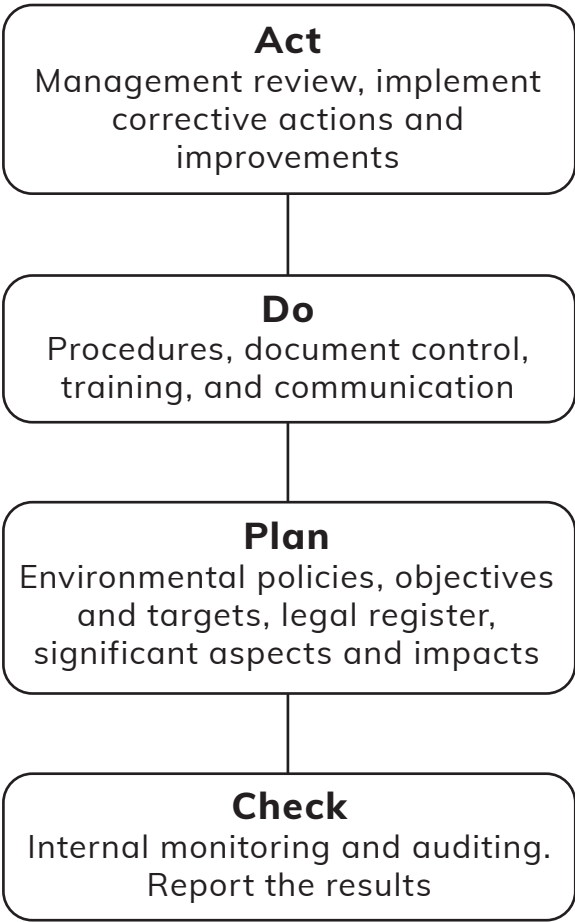 Act
Management review, implement
corrective actions and
improvements
Do
Procedures, document control,
training, and communication
Plan
Environmental policies, objectives
and targets, legal register,
significant aspects and impacts
Check
Internal monitoring and auditing.
Report the results